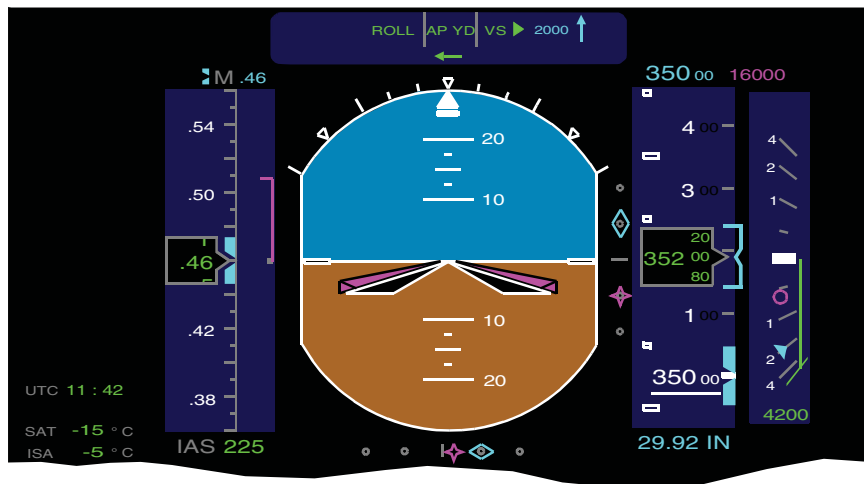 ROLL AP YD VS 2000
M .46
350 00 16000
.54
.50
.46
.42
.38
20
10
10
20
4 00
3 00
20
352 00
80
1 00
350 00
4
2
1
1
2
4
4200
UTC 11 : 42
SAT -15 ° C
ISA -5 ° C
IAS 225
29.92 IN